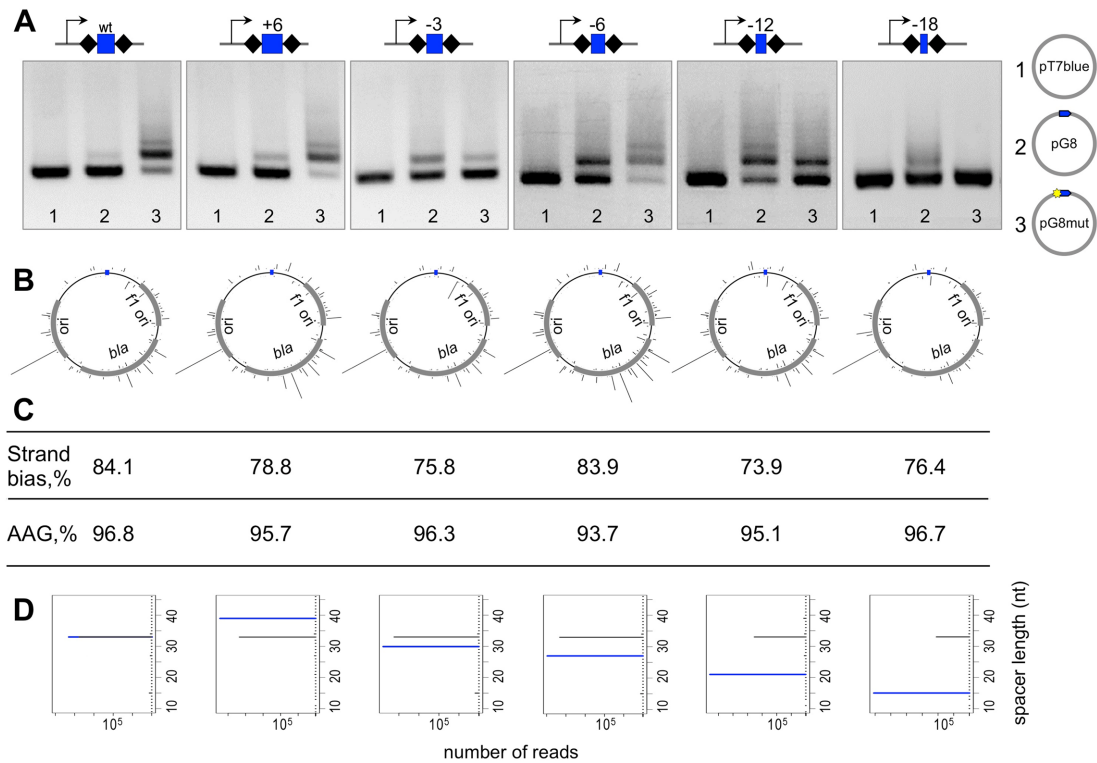 A
wt
+6
-3
-6
-12
-18
1 2 3
1 2 3
1 2 3
1 2 3
1 2 3
1 2 3
1 pT7blue
2 pG8
3 pG8mut
B
ori f1 ori bla
ori f1 ori bla
ori f1 ori bla
ori f1 ori bla
ori f1 ori bla
ori f1 ori bla
C
Strand
bias,% 84.1 78.8 75.8 83.9 73.9 76.4
AAG,% 96.8 95.7 96.3 93.7 95.1 96.7
D
10 20 30 40
10 20 30 40
10 20 30 40
10 20 30 40
10 20 30 40
10 20 30 40
spacer length (nt)
10⁵ 10⁵ 10⁵ 10⁵ 10⁵ 10⁵
number of reads